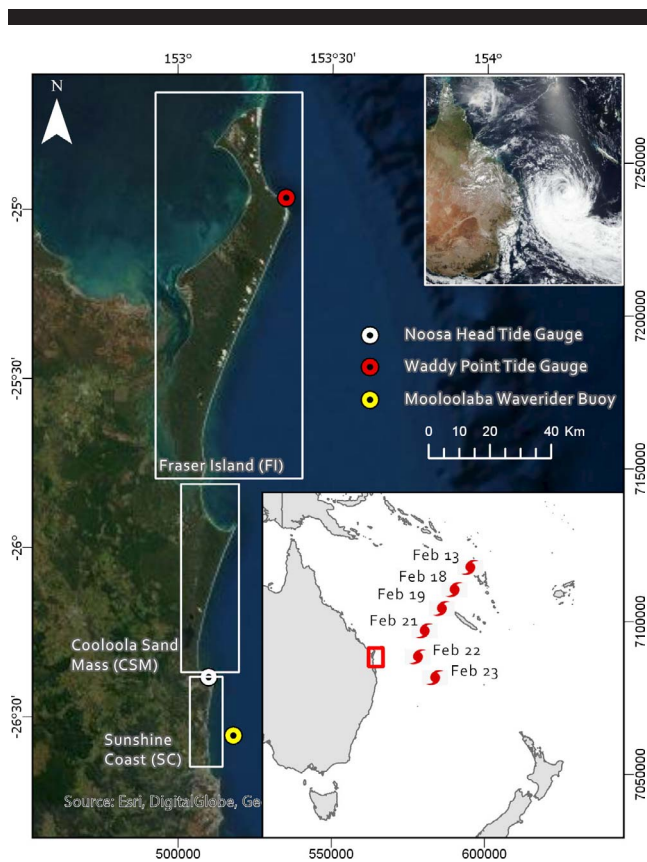 153° 153°30' 154°
N
-25°
-25°30'
-26°
-26°30'
7250000
7200000
7150000
7100000
7050000
Noosa Head Tide Gauge
Waddy Point Tide Gauge
Mooloolaba Waverider Buoy
0 10 20 40 Km
Fraser Island (FI)
Cooloola Sand
Mass (CSM)
Sunshine
Coast (SC)
Feb 13
Feb 18
Feb 19
Feb 21
Feb 22
Feb 23
Source: Esri, DigitalGlobe, Ge
500000 550000 600000